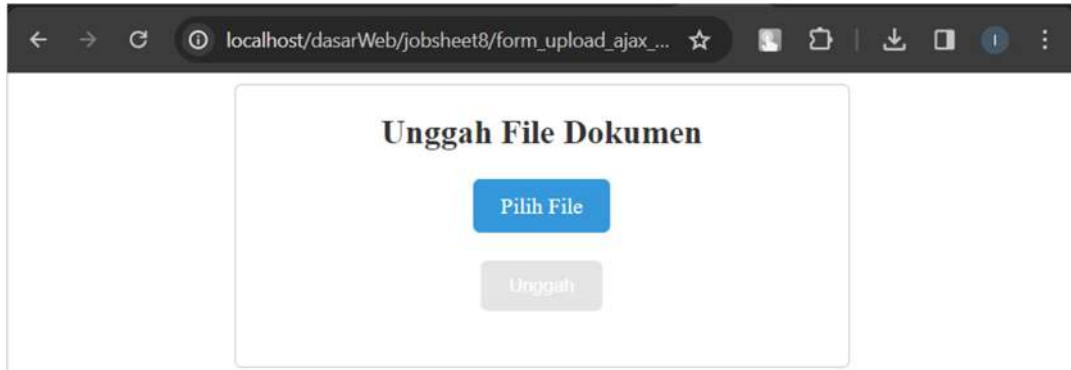 localhost/dasarWeb/jobsheet8/form_upload_ajax_...
I
Unggah File Dokumen
Pilih File
Unggah